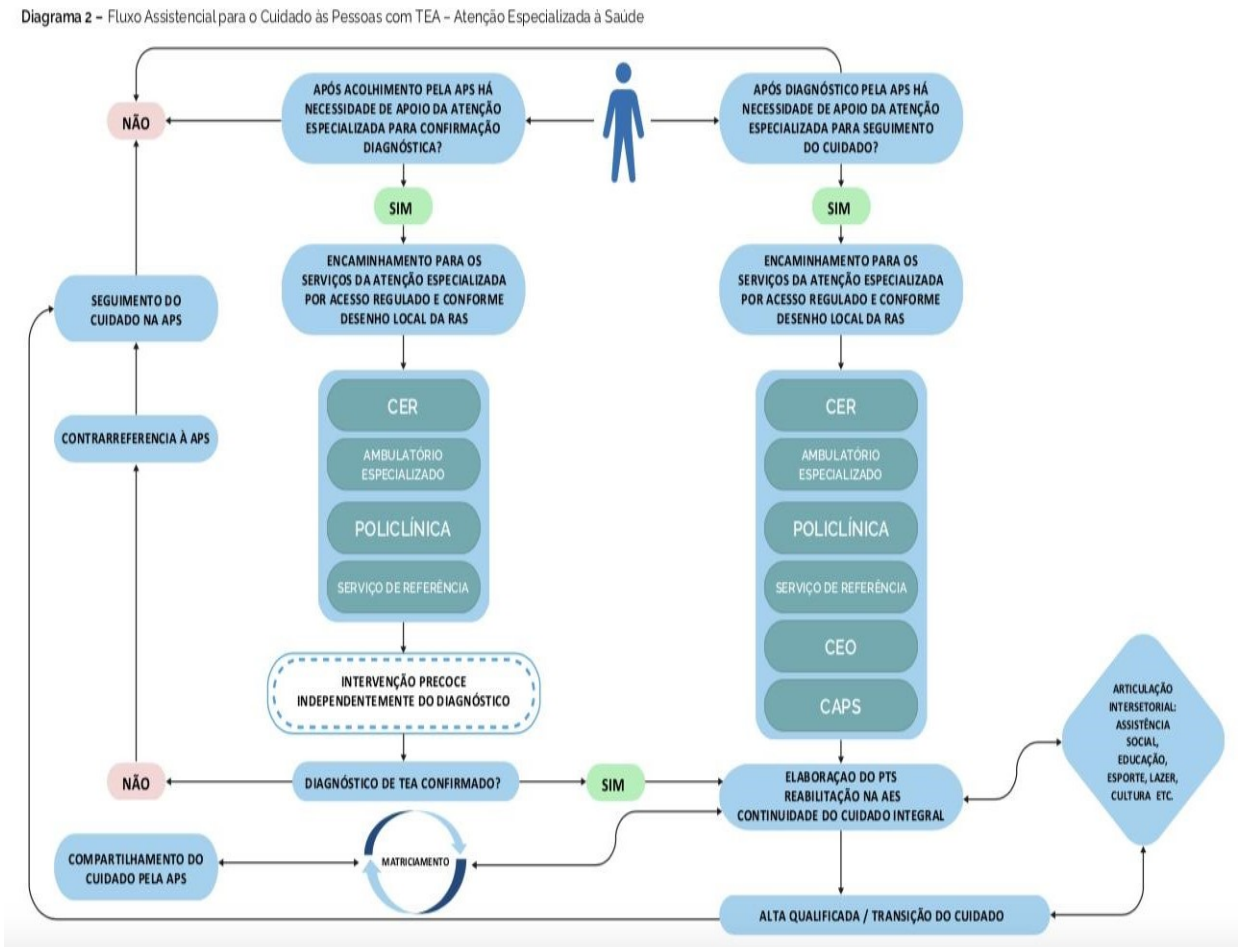 Diagrama 2 – Fluxo Assistencial para o Cuidado às Pessoas com TEA – Atenção Especializada à Saúde
NÃO
APÓS ACOLHIMENTO PELA APS HÁ
NECESSIDADE DE APOIO DA ATENÇÃO
ESPECIALIZADA PARA CONFIRMAÇÃO
DIAGNÓSTICA?
APÓS DIAGNÓSTICO PELA APS HÁ
NECESSIDADE DE APOIO DA ATENÇÃO
ESPECIALIZADA PARA SEGUIMENTO
DO CUIDADO?
SIM
SIM
ENCAMINHAMENTO PARA OS
SERVIÇOS DA ATENÇÃO ESPECIALIZADA
POR ACESSO REGULADO E CONFORME
DESENHO LOCAL DA RAS
ENCAMINHAMENTO PARA OS
SERVIÇOS DA ATENÇÃO ESPECIALIZADA
POR ACESSO REGULADO E CONFORME
DESENHO LOCAL DA RAS
SEGUIMENTO DO
CUIDADO NA APS
CONTRARREFERENCIA À APS
CER
AMBULATÓRIO
ESPECIALIZADO
POLICLÍNICA
SERVIÇO DE REFERÊNCIA
CER
AMBULATÓRIO
ESPECIALIZADO
POLICLÍNICA
SERVIÇO DE REFERÊNCIA
CEO
CAPS
INTERVENÇÃO PRECOCE
INDEPENDENTEMENTE DO DIAGNÓSTICO
ARTICULAÇÃO
INTERSETORIAL:
ASSISTÊNCIA
SOCIAL,
EDUCAÇÃO,
ESPORTE, LAZER,
CULTURA ETC.
NÃO
DIAGNÓSTICO DE TEA CONFIRMADO?
SIM
ELABORAÇAO DO PTS
REABILITAÇÃO NA AES
CONTINUIDADE DO CUIDADO INTEGRAL
COMPARTILHAMENTO DO
CUIDADO PELA APS
MATRICIAMENTO
ALTA QUALIFICADA / TRANSIÇÃO DO CUIDADO